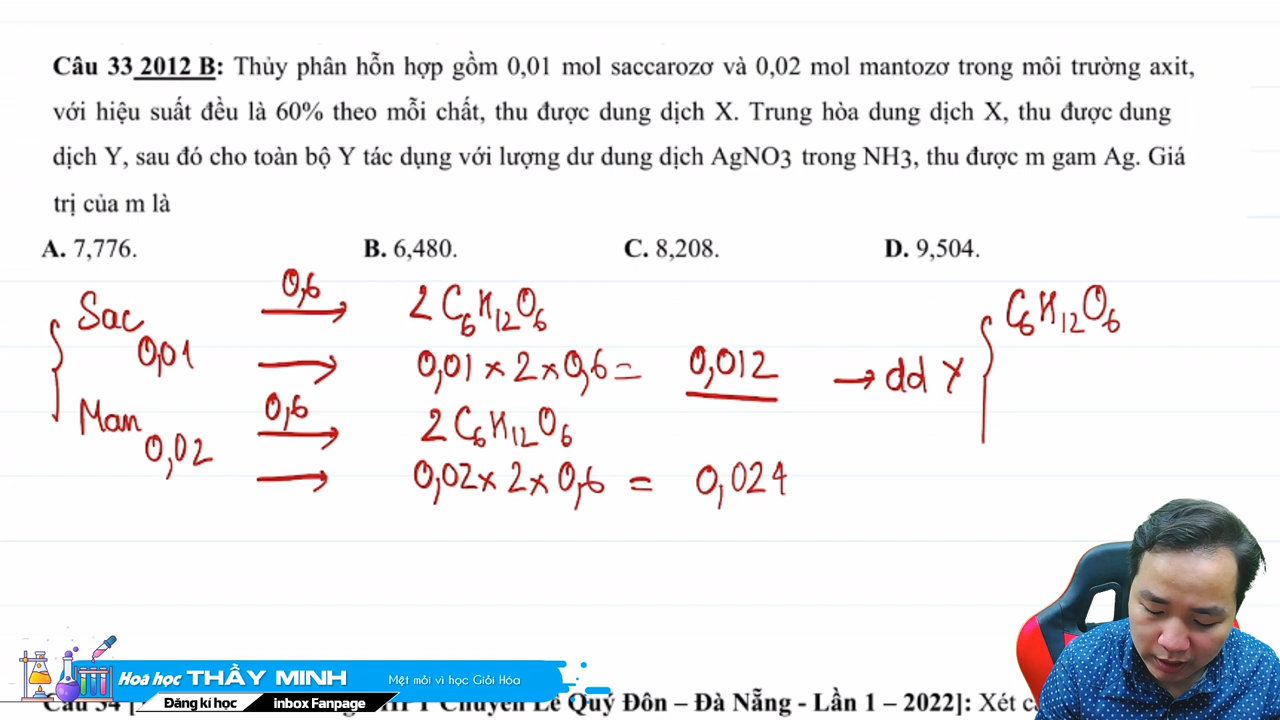 Câu 33 2012 B: Thủy phân hỗn hợp gồm 0,01 mol saccarozơ và 0,02 mol mantozơ trong môi trường axit,
với hiệu suất đều là 60% theo mỗi chất, thu được dung dịch X. Trung hòa dung dịch X, thu được dung
dịch Y, sau đó cho toàn bộ Y tác dụng với lượng dư dung dịch AgNO3 trong NH3, thu được m gam Ag. Giá
trị của m là
A. 7,776. B. 6,480. C. 8,208. D. 9,504.
Sac 0,01 0,6 → 2C6H12O6
→ 0,01 × 2 × 0,6 = 0,012
Man 0,02 0,6 → 2C6H12O6
→ 0,02 × 2 × 0,6 = 0,024
→ dd Y { C6H12O6
Hoá học THẦY MINH
Mệt mỏi vì học Giỏi Hóa
Đăng kí học inbox Fanpage
Câu 34 [
Chuyên Lê Quý Đôn – Đà Nẵng - Lần 1 – 2022]: Xét